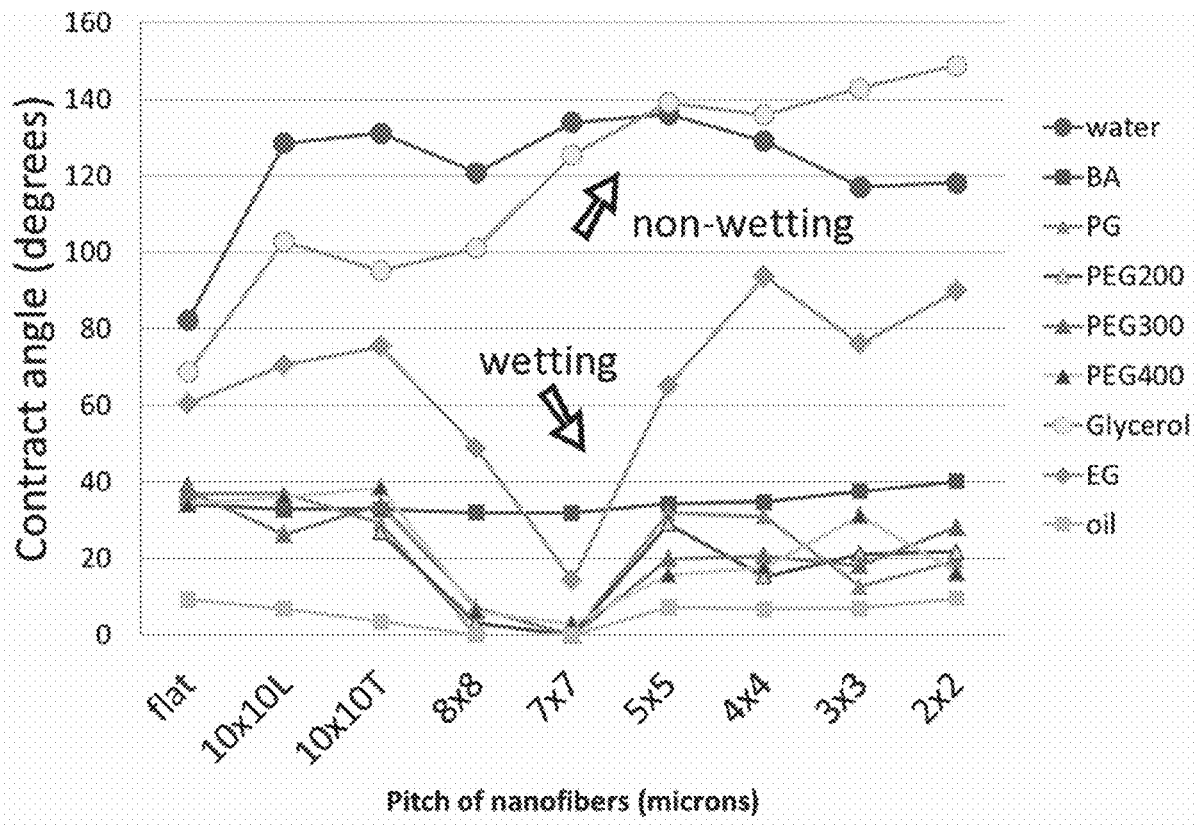 160
140
120
100
80
60
40
20
0
Contract angle (degrees)
non-wetting
wetting
flat
10x10L
10x10T
8x8
7x7
5x5
4x4
3x3
2x2
Pitch of nanofibers (microns)
water
BA
PG
PEG200
PEG300
PEG400
Glycerol
EG
oil